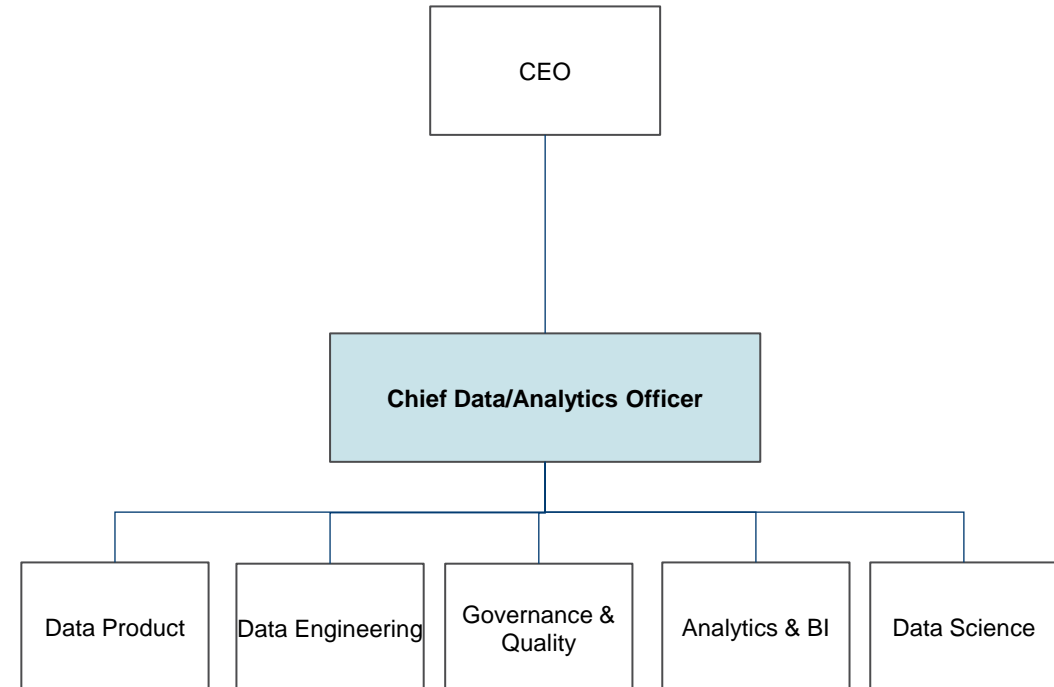 CEO
Chief Data/Analytics Officer
Data Product
Data Engineering
Governance &
Quality
Analytics & BI
Data Science